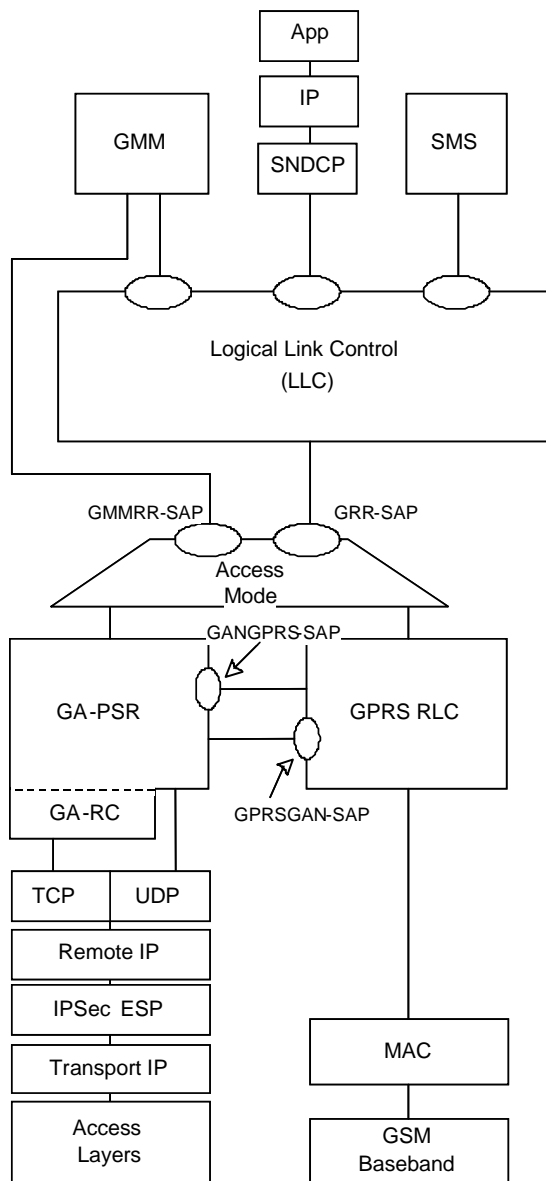 App
IP
GMM
SNDCP
SMS
Logical Link Control
(LLC)
GMMRR-SAP
GRR-SAP
Access
Mode
GANGPRS-SAP
GA-PSR
GPRS RLC
GA-RC
GPRSGAN-SAP
TCP
UDP
Remote IP
IPSec ESP
Transport IP
MAC
Access
Layers
GSM
Baseband